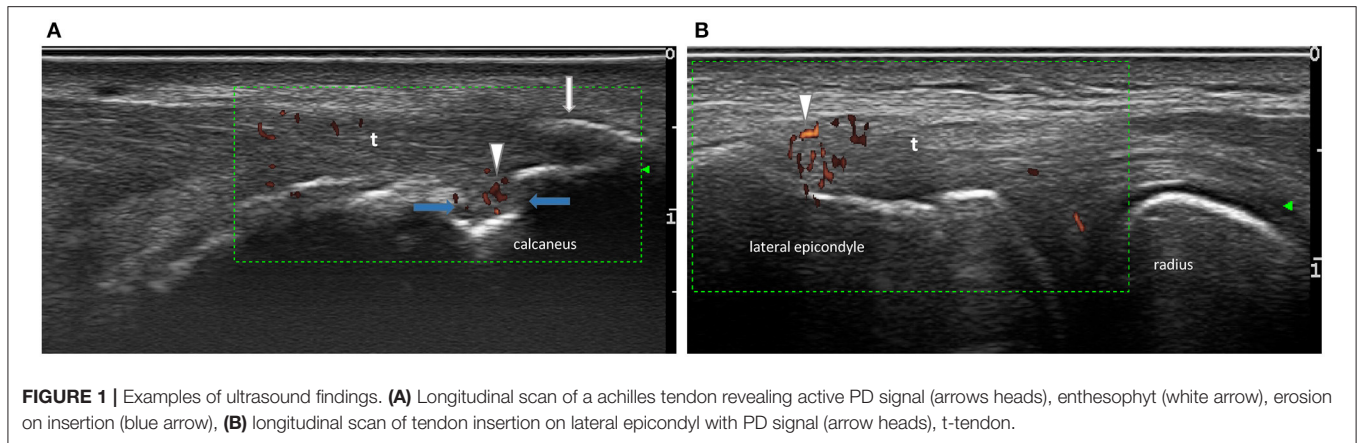 A
B
0
0
t
t
1
calcaneus
lateral epicondyle
radius
1
FIGURE 1 | Examples of ultrasound findings. (A) Longitudinal scan of a achilles tendon revealing active PD signal (arrows heads), enthesophyt (white arrow), erosion
on insertion (blue arrow), (B) longitudinal scan of tendon insertion on lateral epicondyl with PD signal (arrow heads), t-tendon.